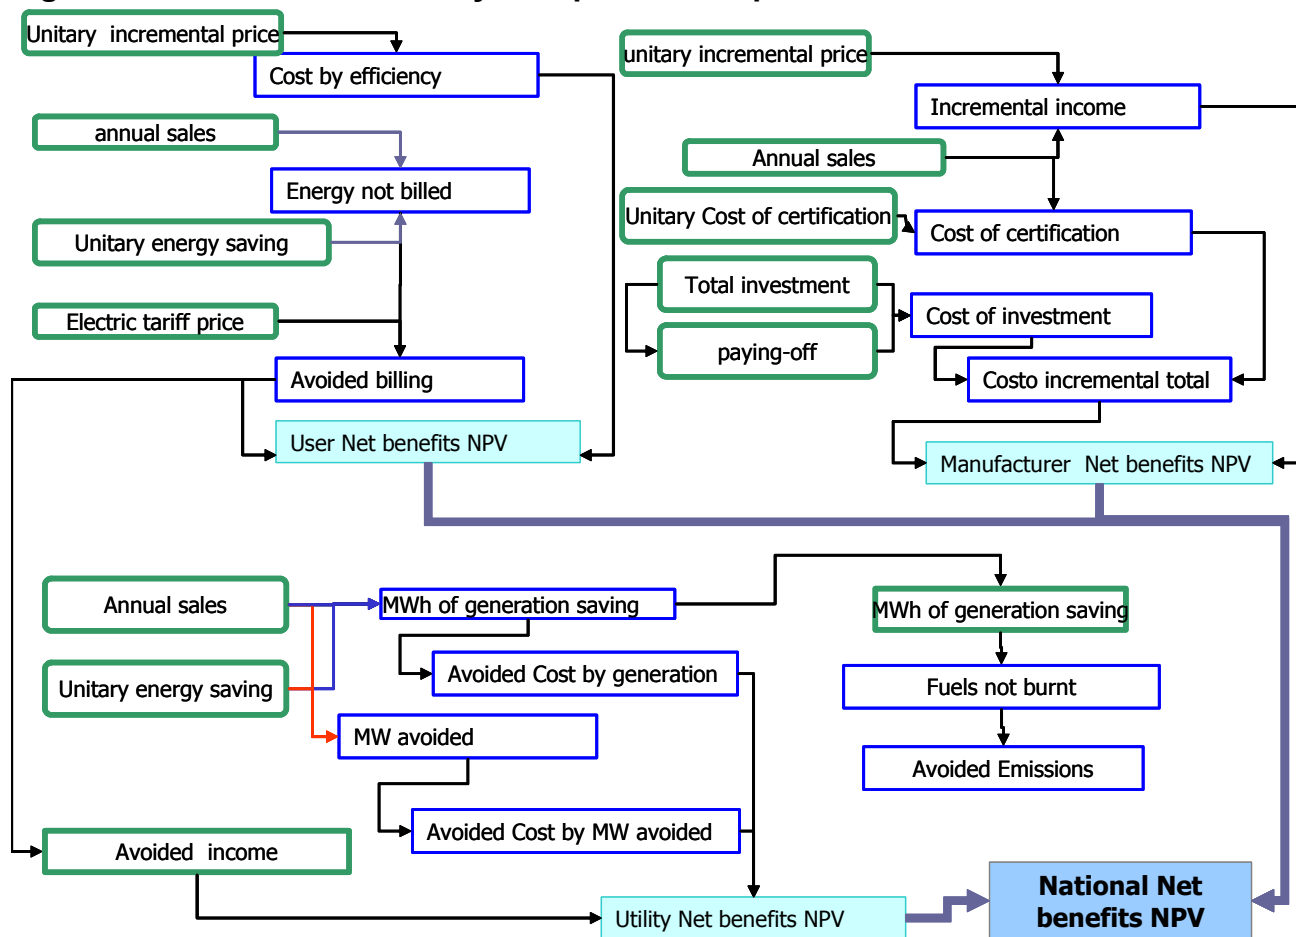 Unitary incremental price
Cost by efficiency
annual sales
Energy not billed
Unitary energy saving
Electric tariff price
Avoided billing
User Net benefits NPV
unitary incremental price
Incremental income
Annual sales
Unitary Cost of certification
Cost of certification
Total investment
Cost of investment
paying-off
Costo incremental total
Manufacturer Net benefits NPV
Annual sales
MWh of generation saving
Unitary energy saving
Avoided Cost by generation
MW avoided
Avoided Cost by MW avoided
Avoided income
Utility Net benefits NPV
MWh of generation saving
Fuels not burnt
Avoided Emissions
National Net
benefits NPV